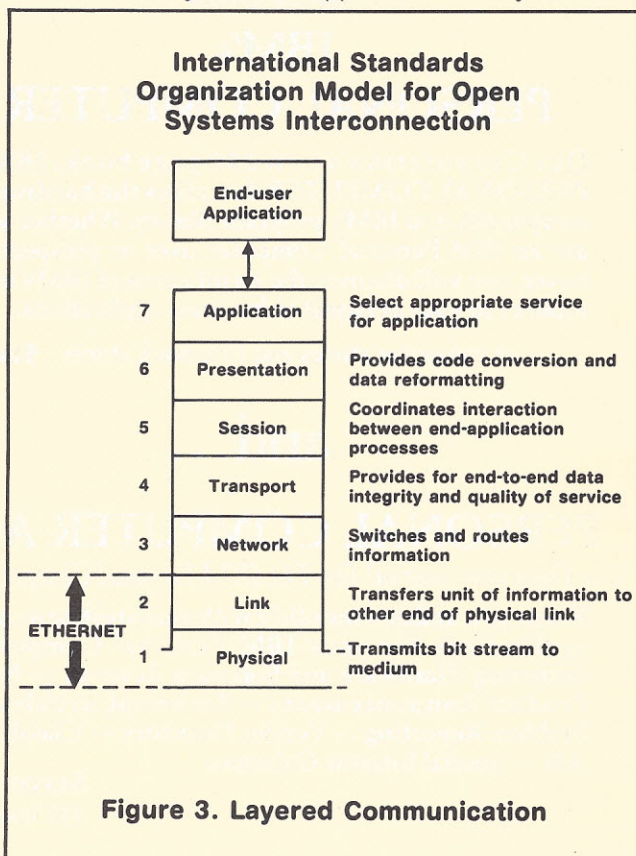 International Standards
Organization Model for Open
Systems Interconnection
End-user
Application
7 Application Select appropriate service
for application
6 Presentation Provides code conversion and
data reformatting
5 Session Coordinates interaction
between end-application
processes
4 Transport Provides for end-to-end data
integrity and quality of service
3 Network Switches and routes
information
2 Link Transfers unit of information to
other end of physical link
ETHERNET
1 Physical Transmits bit stream to
medium
Figure 3. Layered Communication